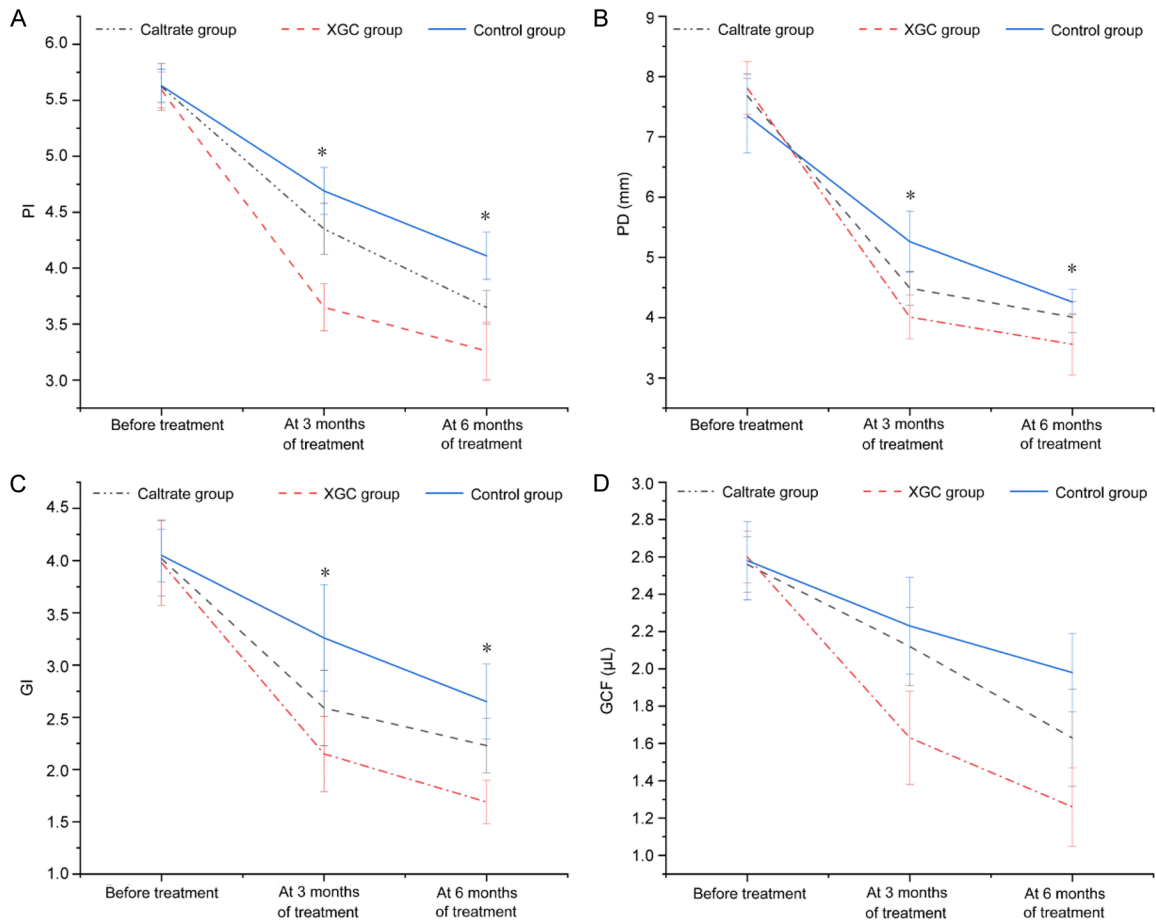 A
Caltrate group XGC group Control group
6.0
5.5
5.0
4.5
4.0
3.5
3.0
PI
*
*
Before treatment At 3 months At 6 months
of treatment of treatment
B
Caltrate group XGC group Control group
9
8
7
6
5
4
3
PD (mm)
*
*
Before treatment At 3 months At 6 months
of treatment of treatment
C
Caltrate group XGC group Control group
4.5
4.0
3.5
3.0
2.5
2.0
1.5
1.0
GI
*
*
Before treatment At 3 months At 6 months
of treatment of treatment
D
Caltrate group XGC group Control group
3.0
2.8
2.6
2.4
2.2
2.0
1.8
1.6
1.4
1.2
1.0
GCF (μL)
Before treatment At 3 months At 6 months
of treatment of treatment